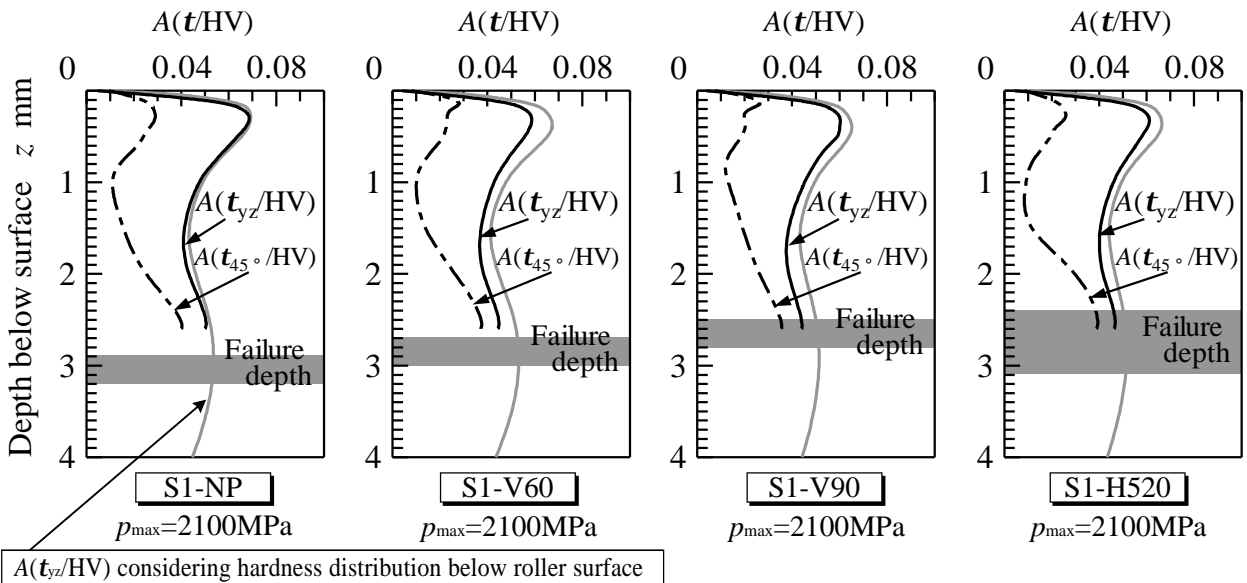 A(t/HV) A(t/HV) A(t/HV) A(t/HV)
0 0.04 0.08 0 0.04 0.08 0 0.04 0.08 0 0.04 0.08
Depth below surface z mm
1 1 1 1
A(tyz/HV) A(tyz/HV) A(tyz/HV) A(tyz/HV)
A(t45°/HV) A(t45°/HV) A(t45°/HV) A(t45°/HV)
2 2 2 2
Failure Failure Failure Failure
depth depth depth depth
3 3 3 3
4 4 4 4
S1-NP S1-V60 S1-V90 S1-H520
pmax=2100MPa pmax=2100MPa pmax=2100MPa pmax=2100MPa
A(tyz/HV) considering hardness distribution below roller surface